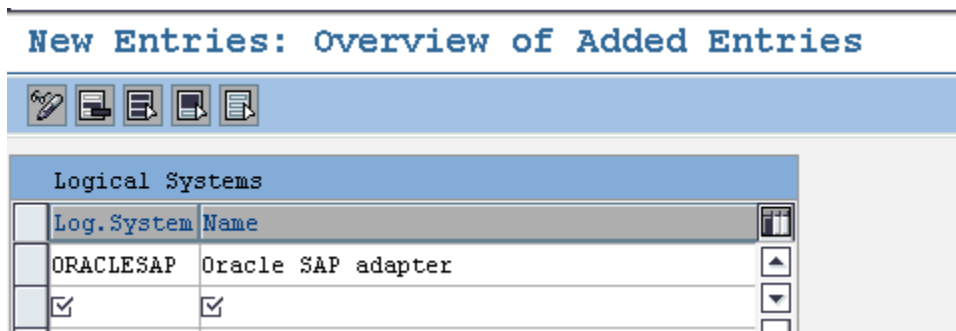 New Entries: Overview of Added Entries
Logical Systems
Log.System Name
ORACLESAP Oracle SAP adapter